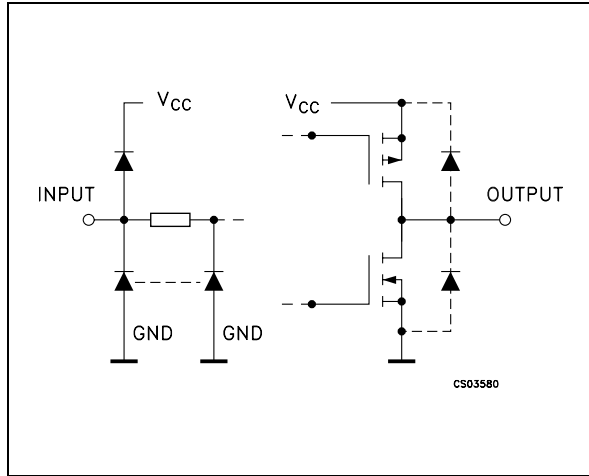 VCC
VCC
INPUT
OUTPUT
GND
GND
CS03580